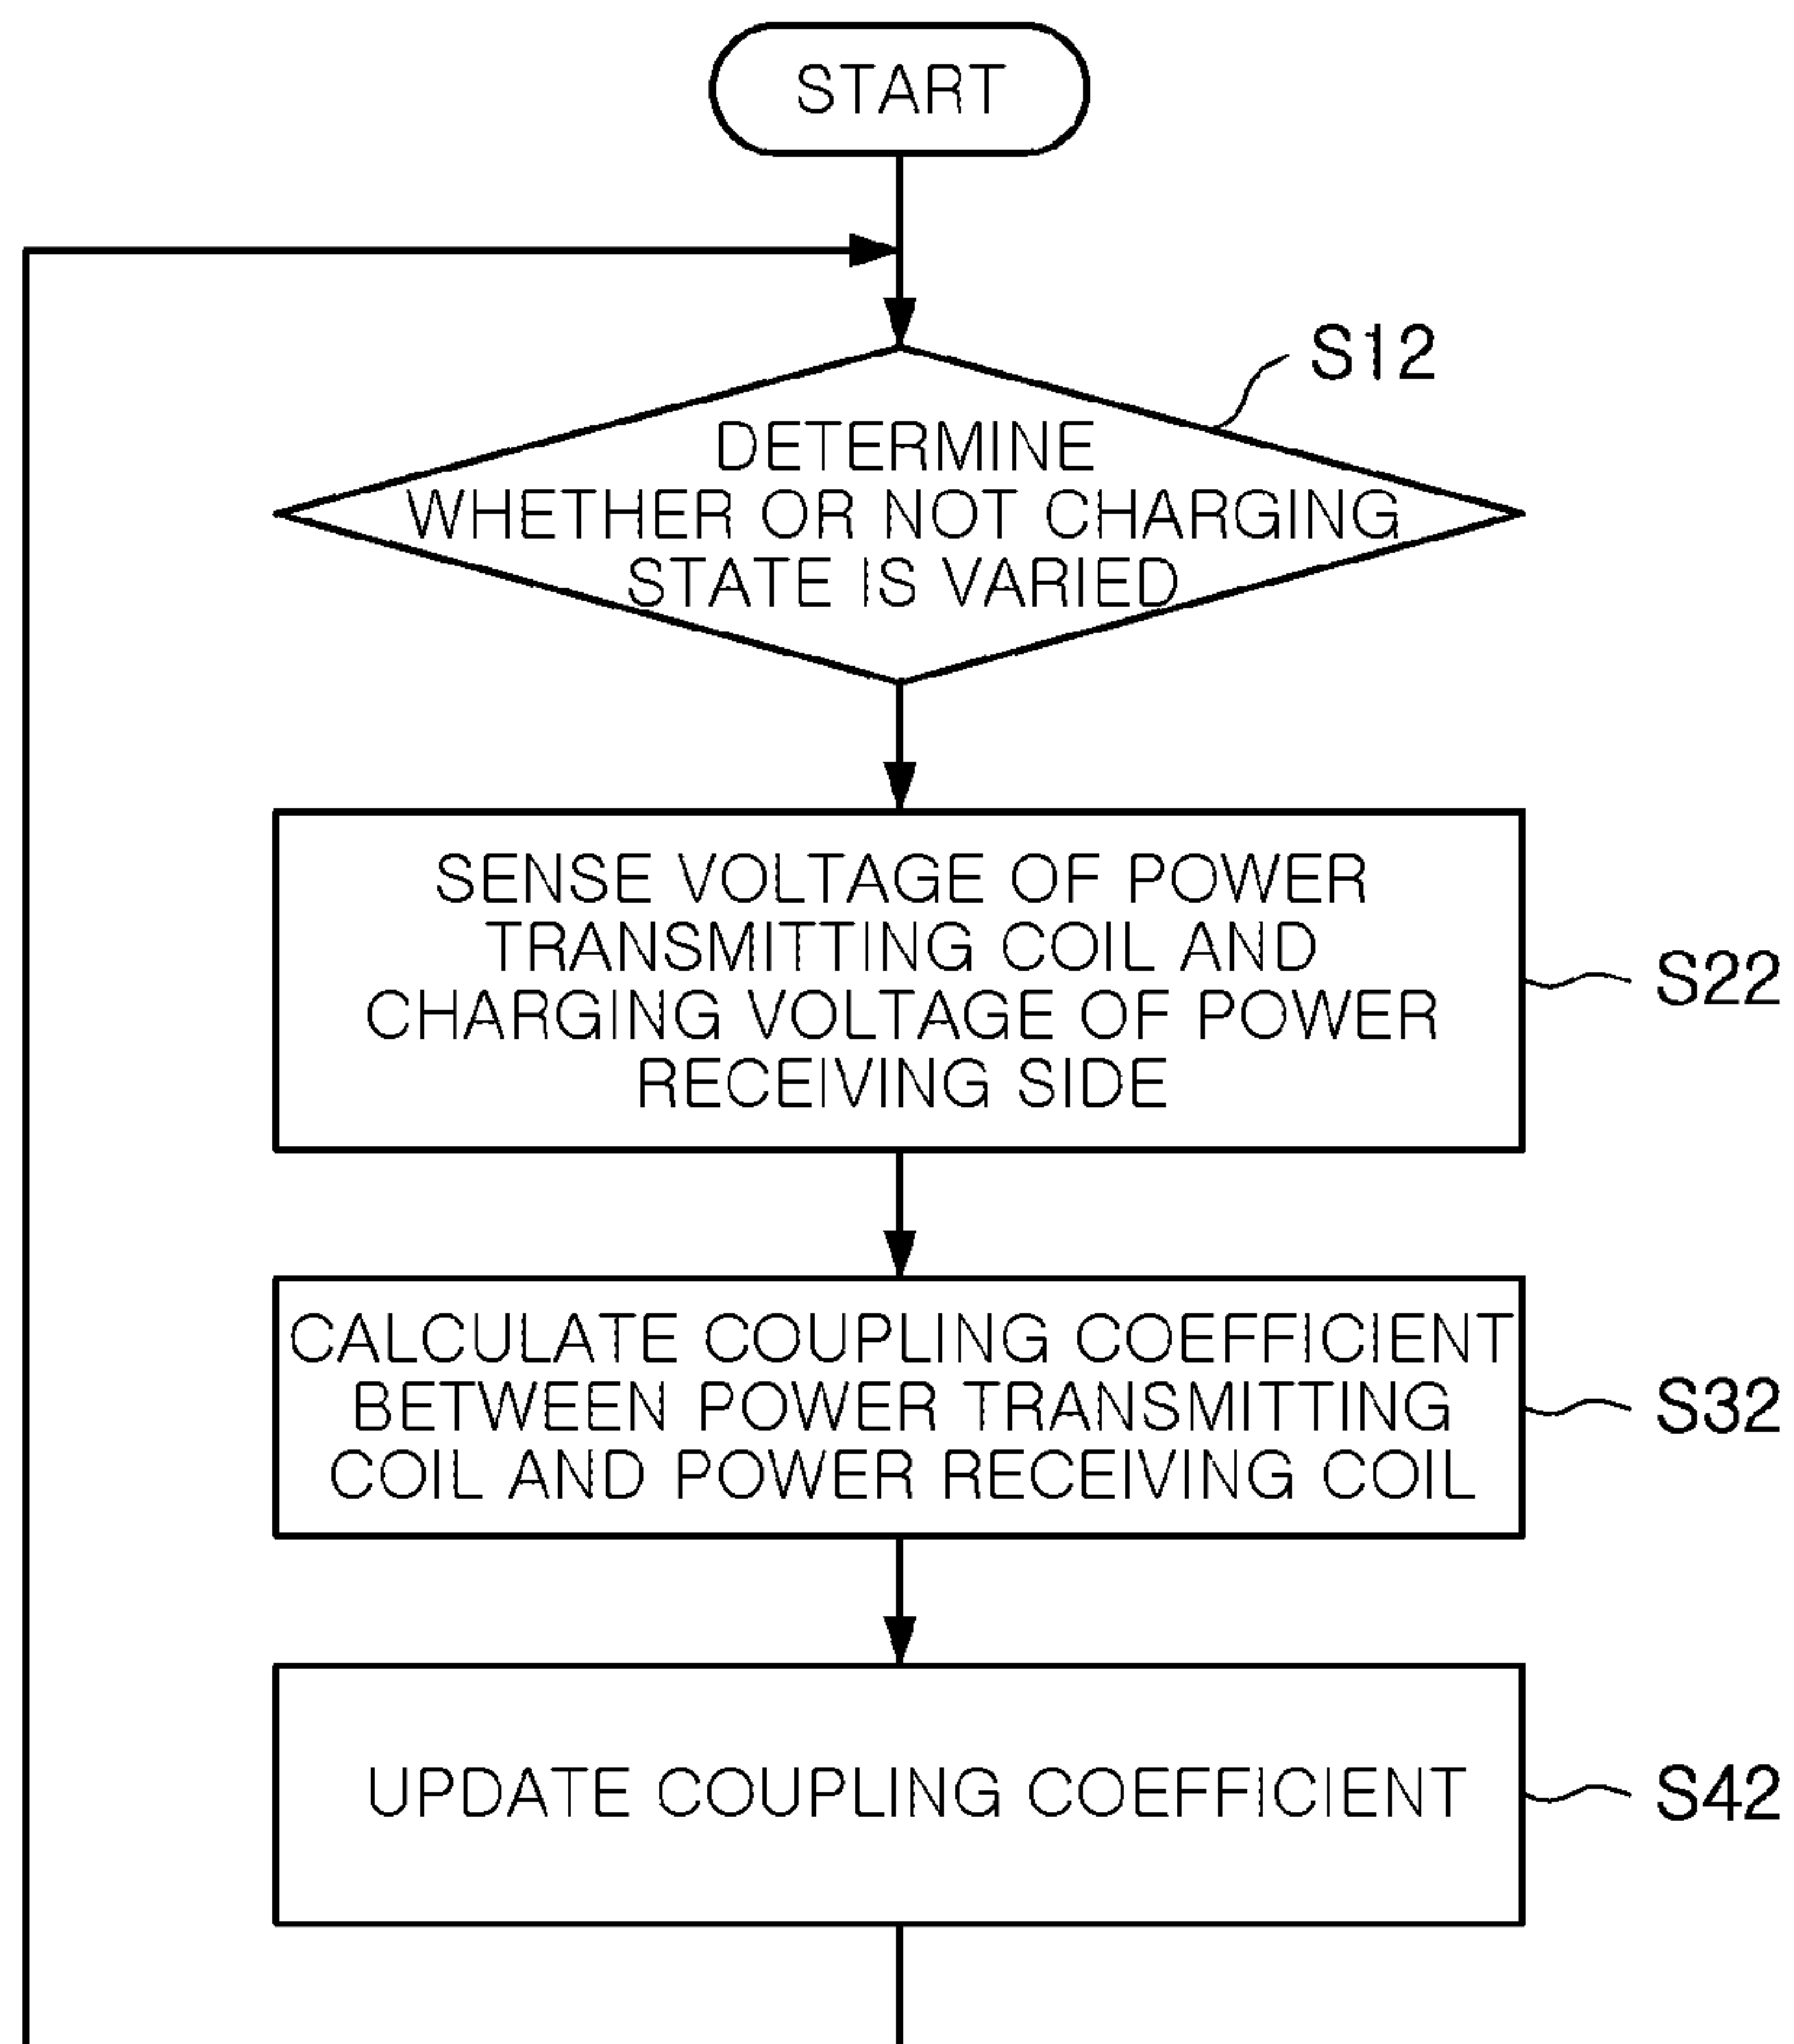 START
S12
DETERMINE
WHETHER OR NOT CHARGING
STATE IS VARIED
SENSE VOLTAGE OF POWER
TRANSMITTING COIL AND
CHARGING VOLTAGE OF POWER
RECEIVING SIDE
S22
CALCULATE COUPLING COEFFICIENT
BETWEEN POWER TRANSMITTING
COIL AND POWER RECEIVING COIL
S32
UPDATE COUPLING COEFFICIENT
S42